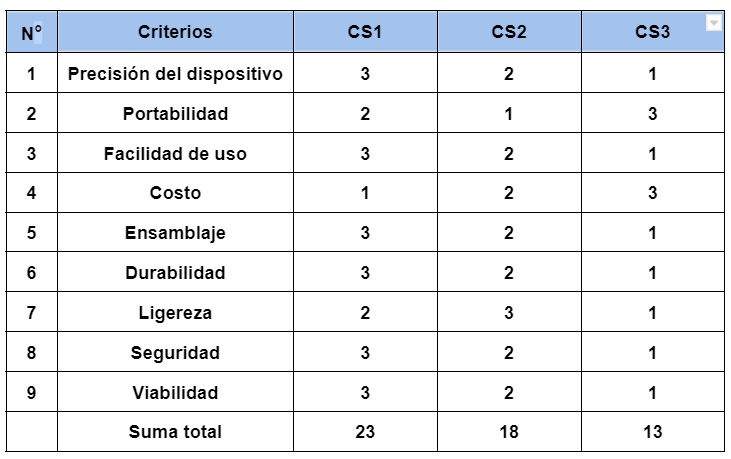 N° Criterios CS1 CS2 CS3
1 Precisión del dispositivo 3 2 1
2 Portabilidad 2 1 3
3 Facilidad de uso 3 2 1
4 Costo 1 2 3
5 Ensamblaje 3 2 1
6 Durabilidad 3 2 1
7 Ligereza 2 3 1
8 Seguridad 3 2 1
9 Viabilidad 3 2 1
Suma total 23 18 13